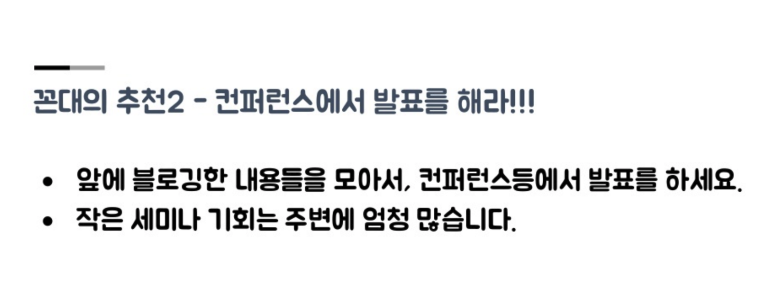 꼰대의 추천2 - 컨퍼런스에서 발표를 해라!!!
• 앞에 블로깅한 내용들을 모아서, 컨퍼런스등에서 발표를 하세요.
• 작은 세미나 기회는 주변에 엄청 많습니다.